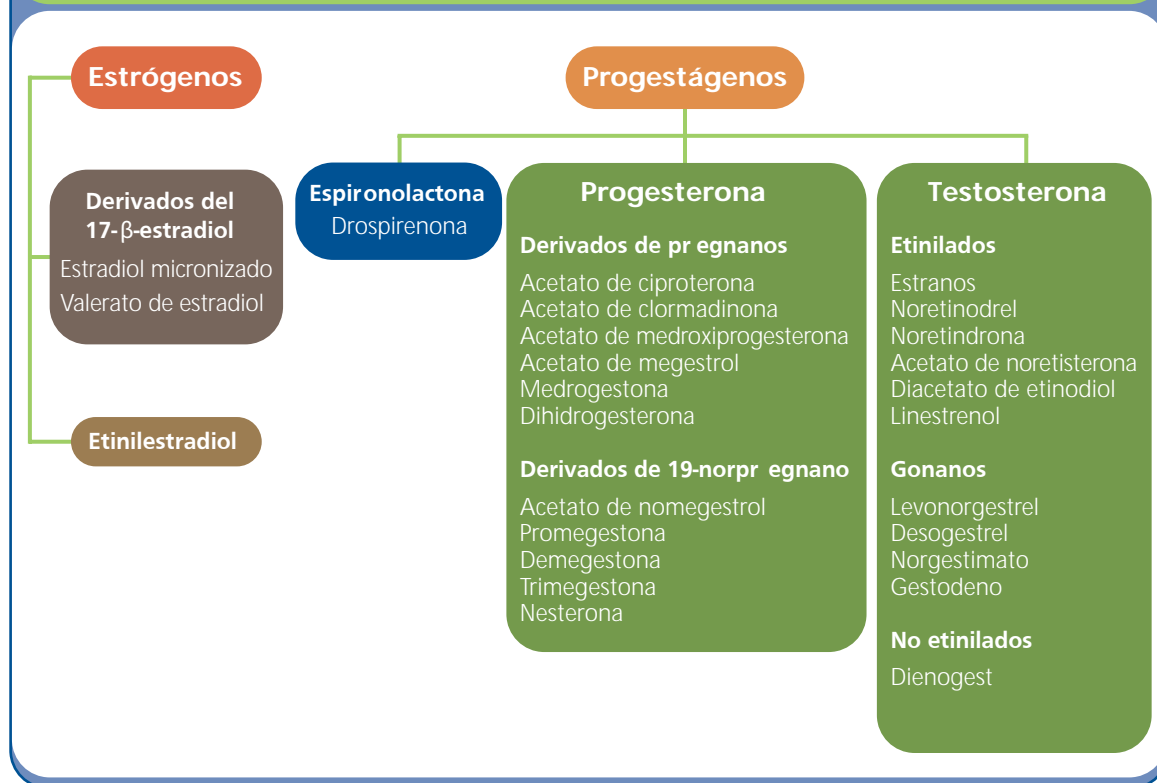 Estrógenos
Derivados del
17-β-estradiol
Estradiol micronizado
Valerato de estradiol
Etinilestradiol
Progestágenos
Espironolactona
Drospirenona
Progesterona
Derivados de pr egnanos
Acetato de ciproterona
Acetato de clormadinona
Acetato de medroxiprogesterona
Acetato de megestrol
Medrogestona
Dihidrogesterona
Derivados de 19-norpr egnano
Acetato de nomegestrol
Promegestona
Demegestona
Trimegestona
Nesterona
Testosterona
Etinilados
Estranos
Noretinodrel
Noretindrona
Acetato de noretisterona
Diacetato de etinodiol
Linestrenol
Gonanos
Levonorgestrel
Desogestrel
Norgestimato
Gestodeno
No etinilados
Dienogest